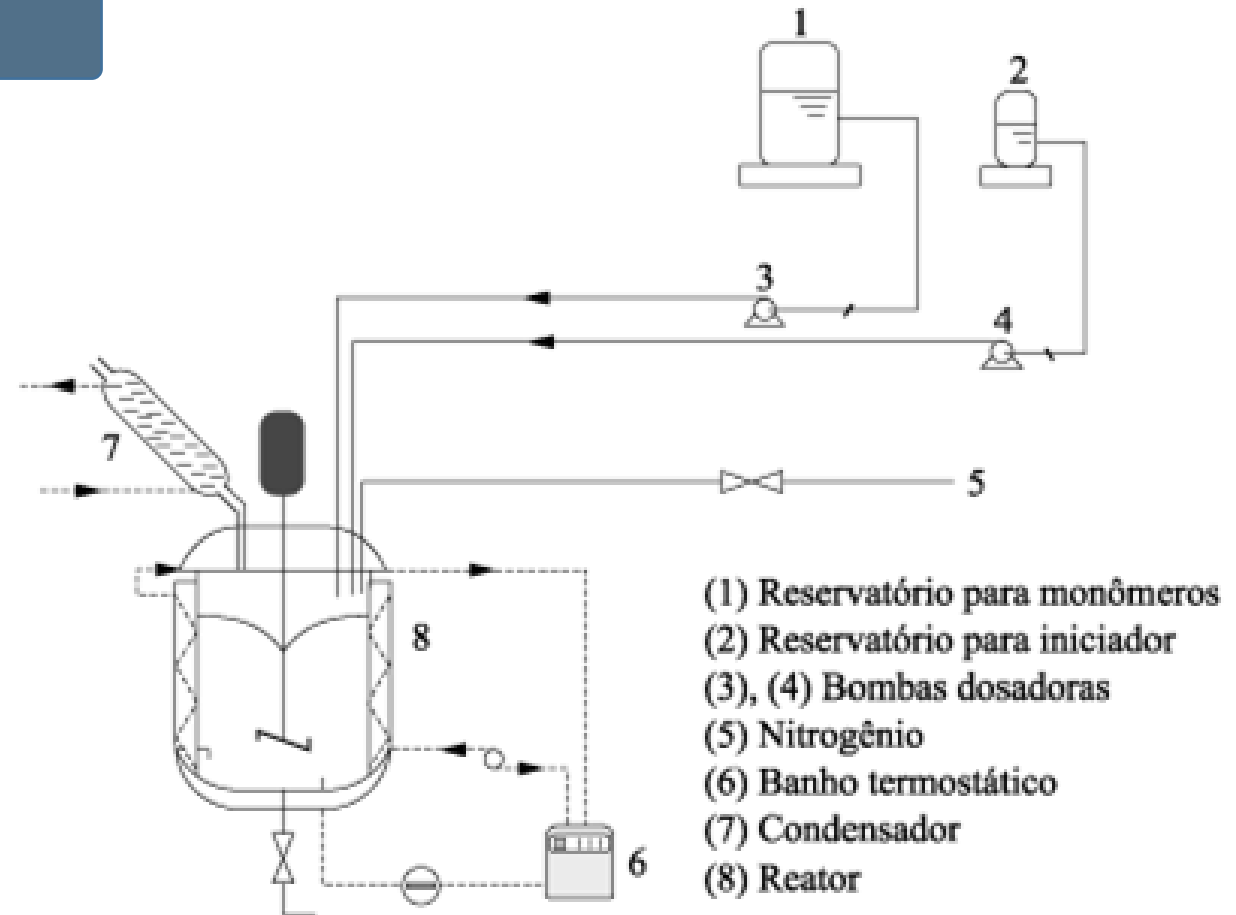 1
2
3
4
7
5
8
6
(1) Reservatório para monômeros
(2) Reservatório para iniciador
(3), (4) Bombas dosadoras
(5) Nitrogênio
(6) Banho termostático
(7) Condensador
(8) Reator